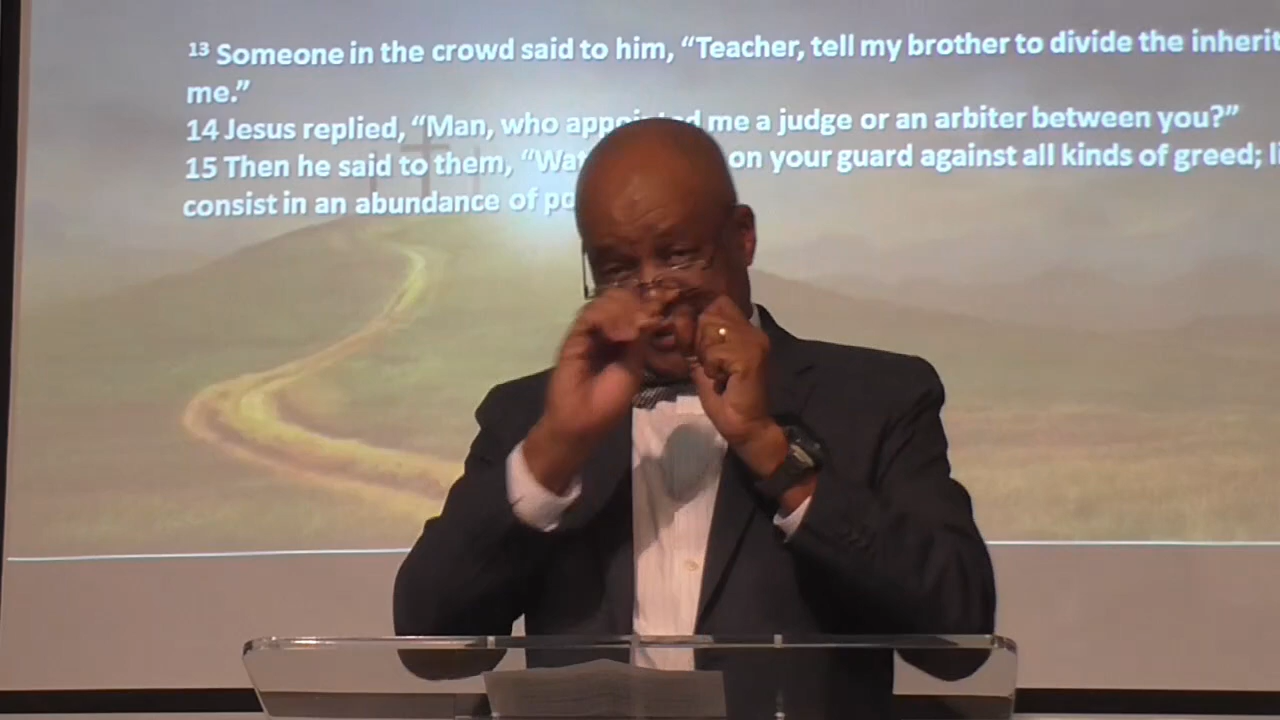 13 Someone in the crowd said to him, “Teacher, tell my brother to divide the
me.”
14 Jesus replied, “Man, who me a judge or an arbiter between you?”
15 Then he said to them, on your guard against all kinds of greed;
consist in an abundance of